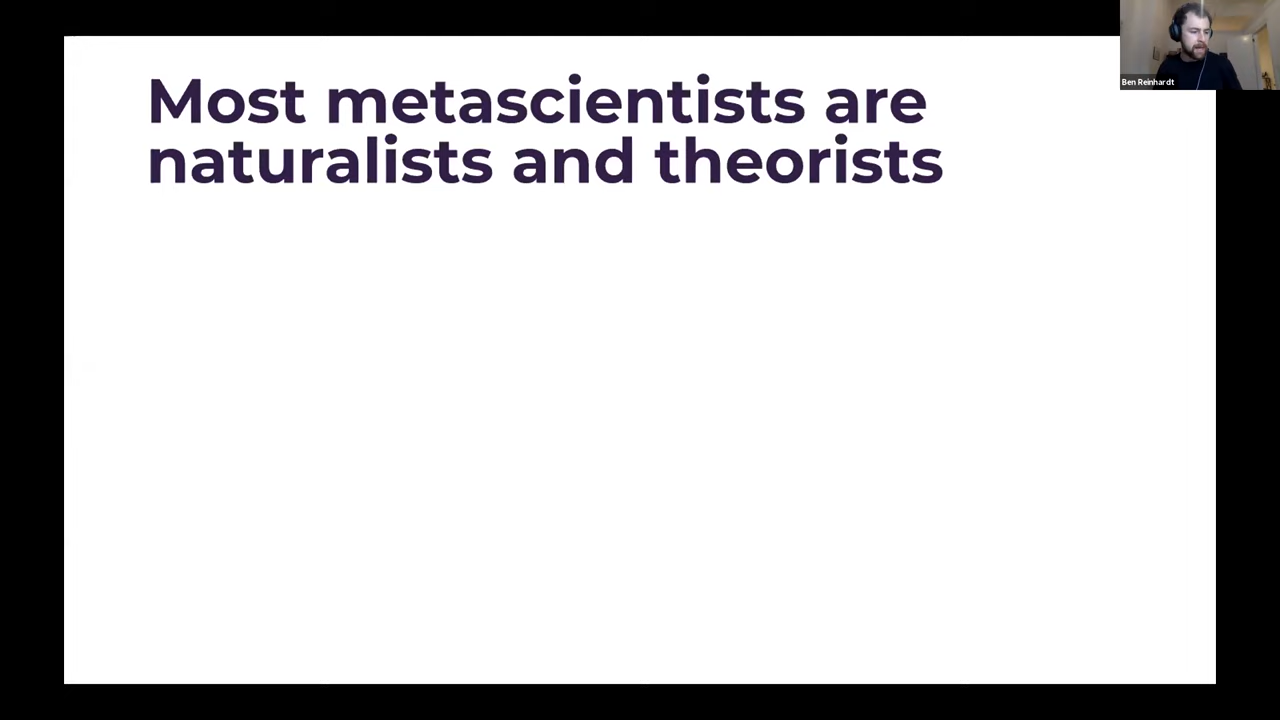 Most metascientists are
naturalists and theorists
Ben Reinhardt